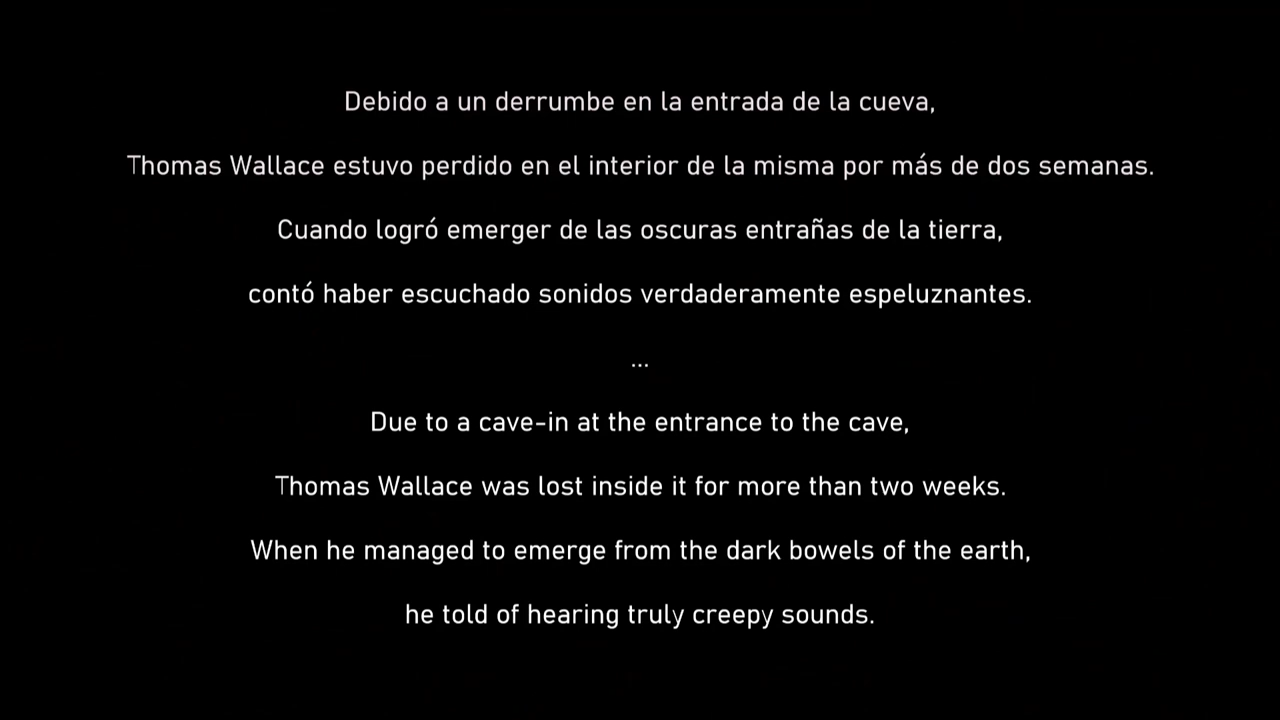 Debido a un derrumbe en la entrada de la cueva,
Thomas Wallace estuvo perdido en el interior de la misma por más de dos semanas.
Cuando logró emerger de las oscuras entrañas de la tierra,
contó haber escuchado sonidos verdaderamente espeluznantes.
...
Due to a cave-in at the entrance to the cave,
Thomas Wallace was lost inside it for more than two weeks.
When he managed to emerge from the dark bowels of the earth,
he told of hearing truly creepy sounds.